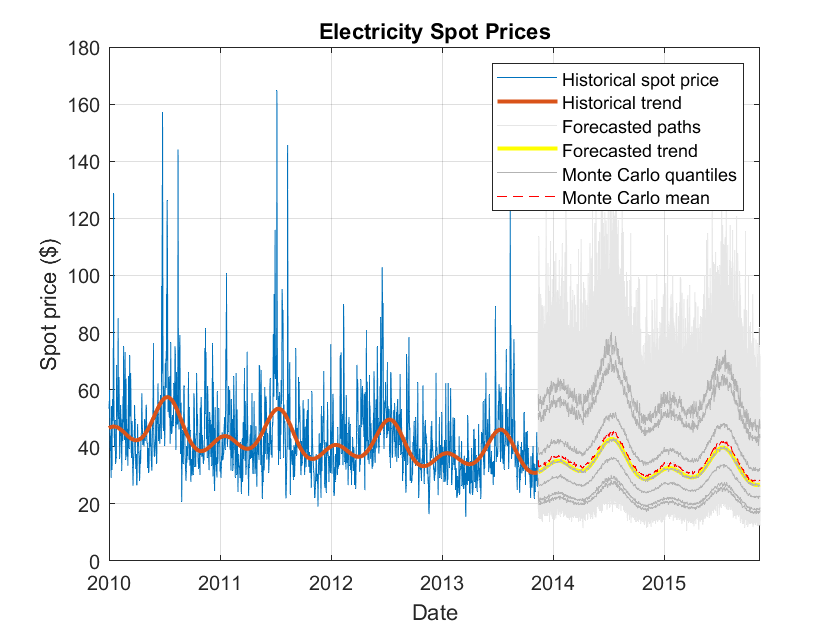 Electricity Spot Prices
180
160
140
120
100
80
60
40
20
0
Spot price ($)
Historical spot price
Historical trend
Forecasted paths
Forecasted trend
Monte Carlo quantiles
Monte Carlo mean
2010 2011 2012 2013 2014 2015
Date